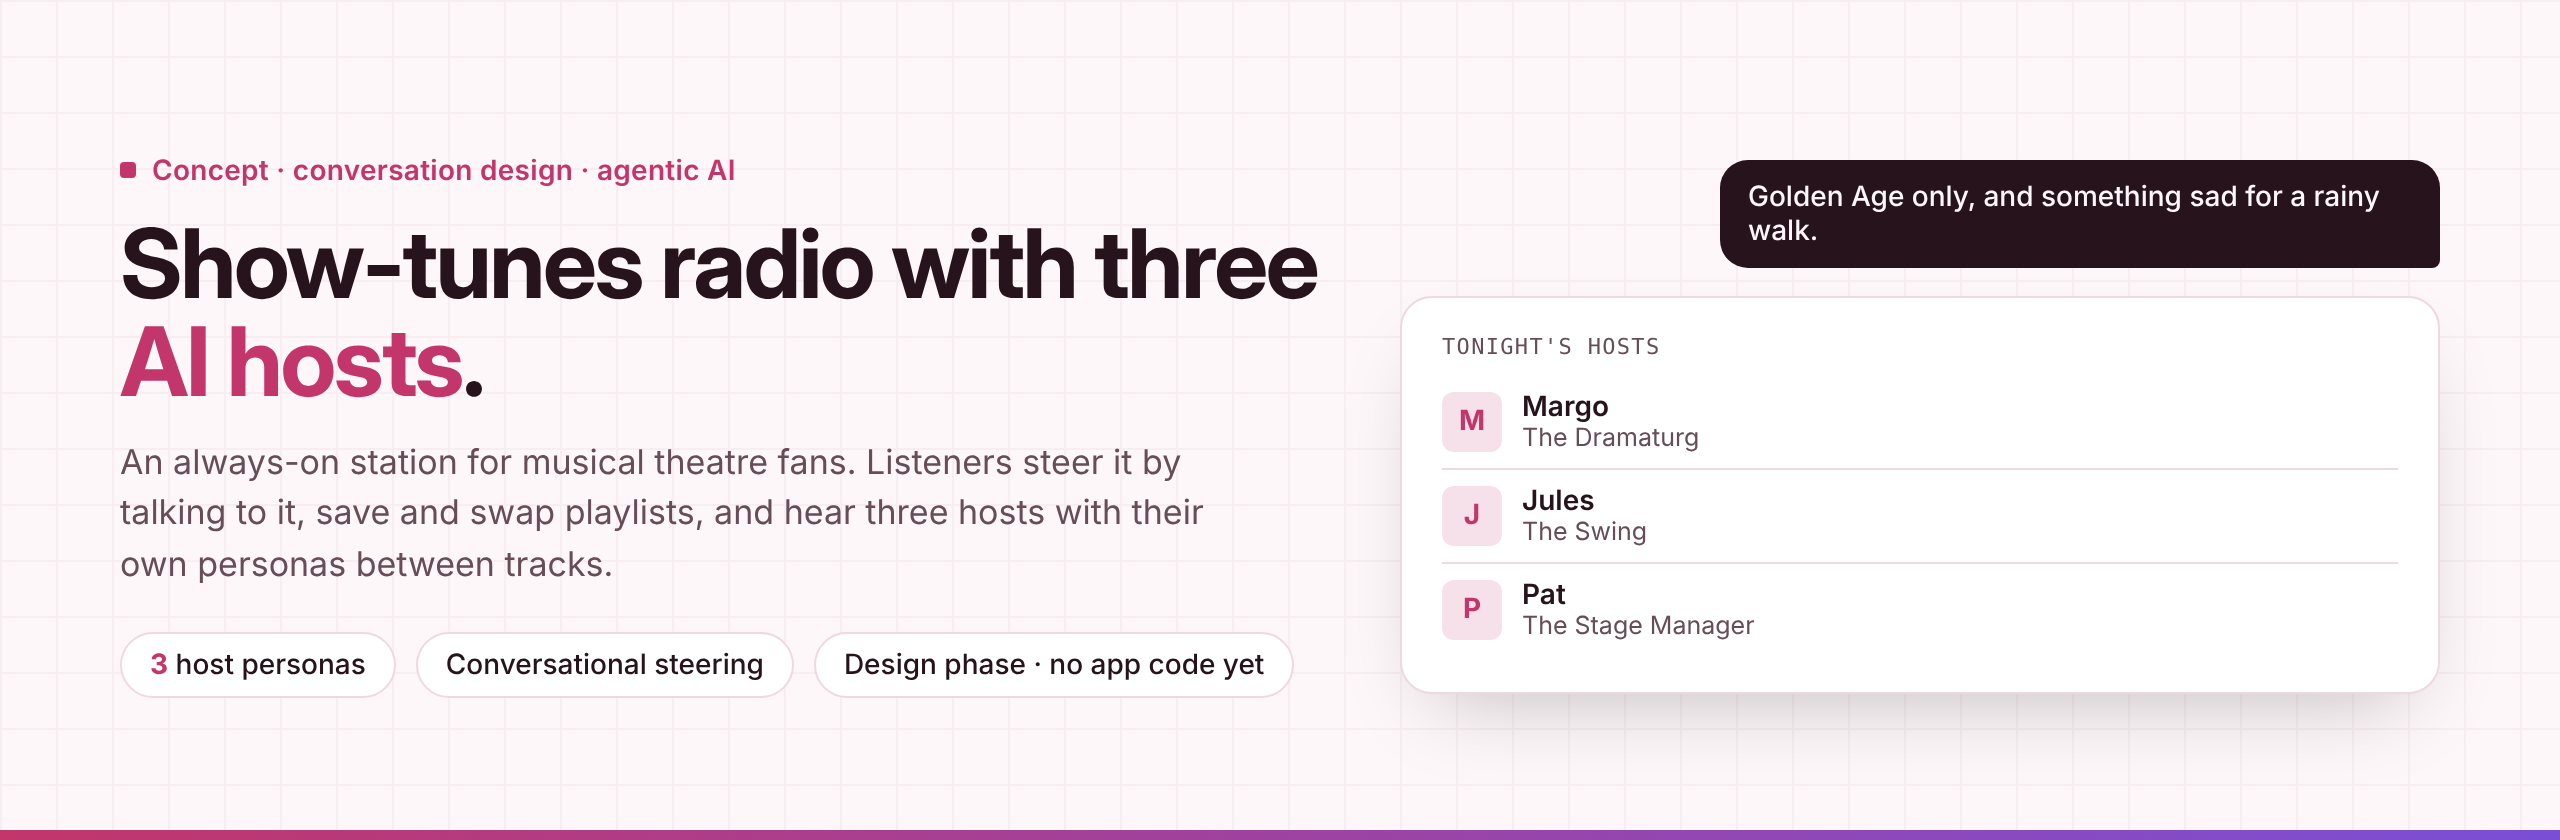 Concept · conversation design · agentic AI
Show-tunes radio with three
AI hosts.
An always-on station for musical theatre fans. Listeners steer it by
talking to it, save and swap playlists, and hear three hosts with their
own personas between tracks.
3 host personas
Conversational steering
Design phase · no app code yet
Golden Age only, and something sad for a rainy
walk.
TONIGHT'S HOSTS
M
Margo
The Dramaturg
J
Jules
The Swing
P
Pat
The Stage Manager